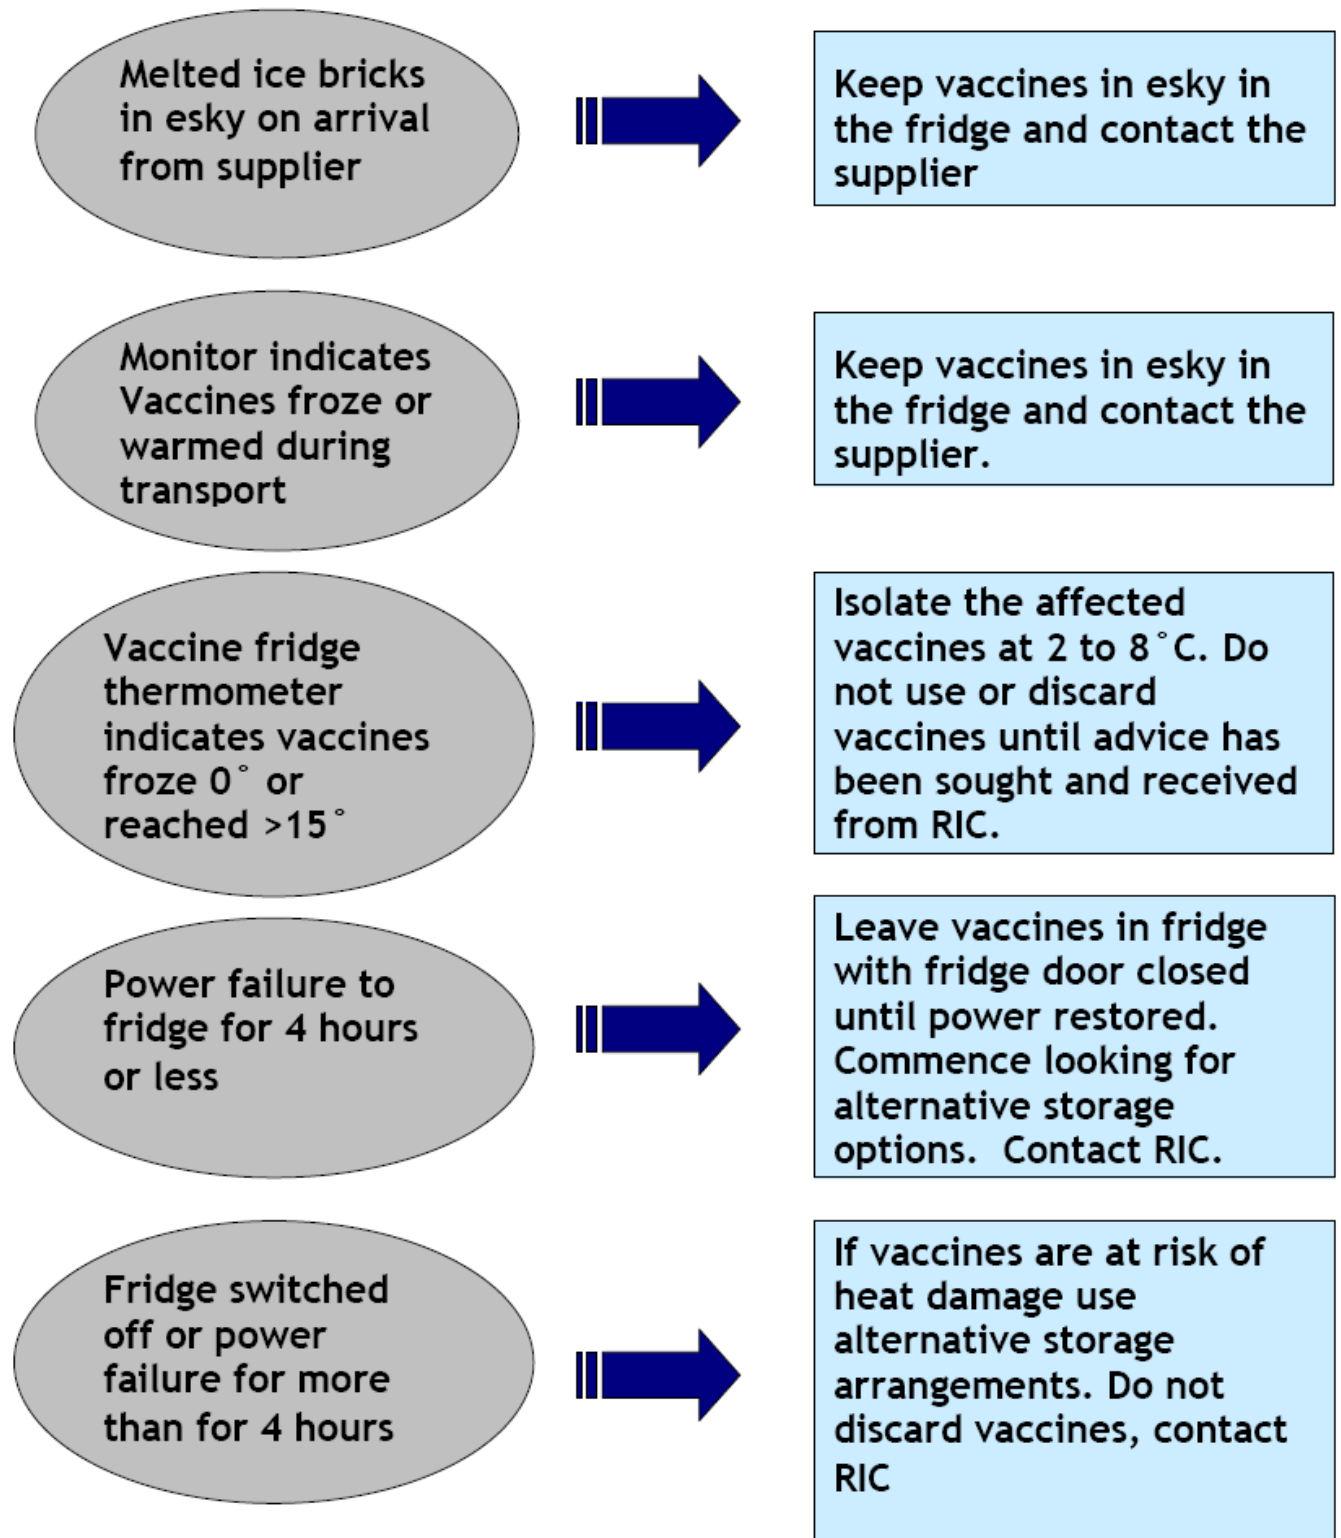 Melted ice bricks
in esky on arrival
from supplier
Keep vaccines in esky in
the fridge and contact the
supplier
Monitor indicates
Vaccines froze or
warmed during
transport
Keep vaccines in esky in
the fridge and contact the
supplier.
Vaccine fridge
thermometer
indicates vaccines
froze 0˚ or
reached >15˚
Isolate the affected
vaccines at 2 to 8˚C. Do
not use or discard
vaccines until advice has
been sought and received
from RIC.
Power failure to
fridge for 4 hours
or less
Leave vaccines in fridge
with fridge door closed
until power restored.
Commence looking for
alternative storage
options.  Contact RIC.
Fridge switched
off or power
failure for more
than for 4 hours
If vaccines are at risk of
heat damage use
alternative storage
arrangements. Do not
discard vaccines, contact
RIC